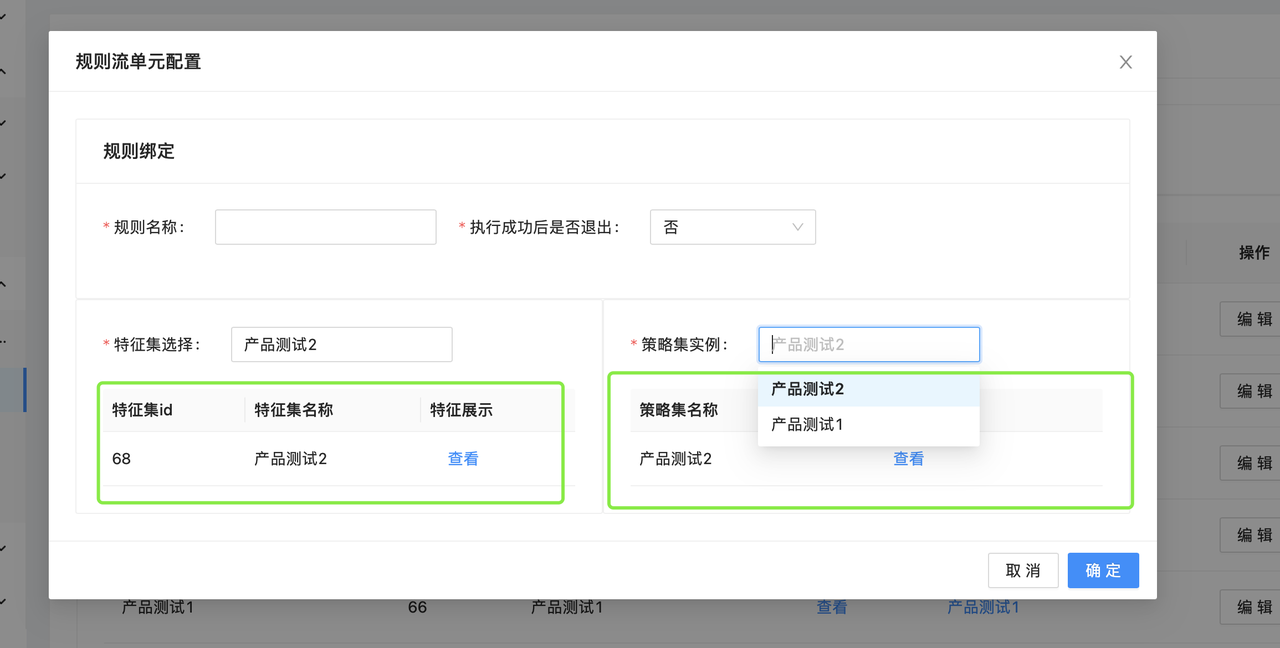 规则流单元配置
规则绑定
* 规则名称：
* 执行成功后是否退出： 否
* 特征集选择： 产品测试2
* 策略集实例： 产品测试2
产品测试2
产品测试1
特征集id 特征集名称 特征展示
68 产品测试2 查看
策略集名称
产品测试2 查看
取 消 确 定
操作
编 辑
编 辑
编 辑
编 辑
产品测试1 66 产品测试1 查看 产品测试1 编 辑